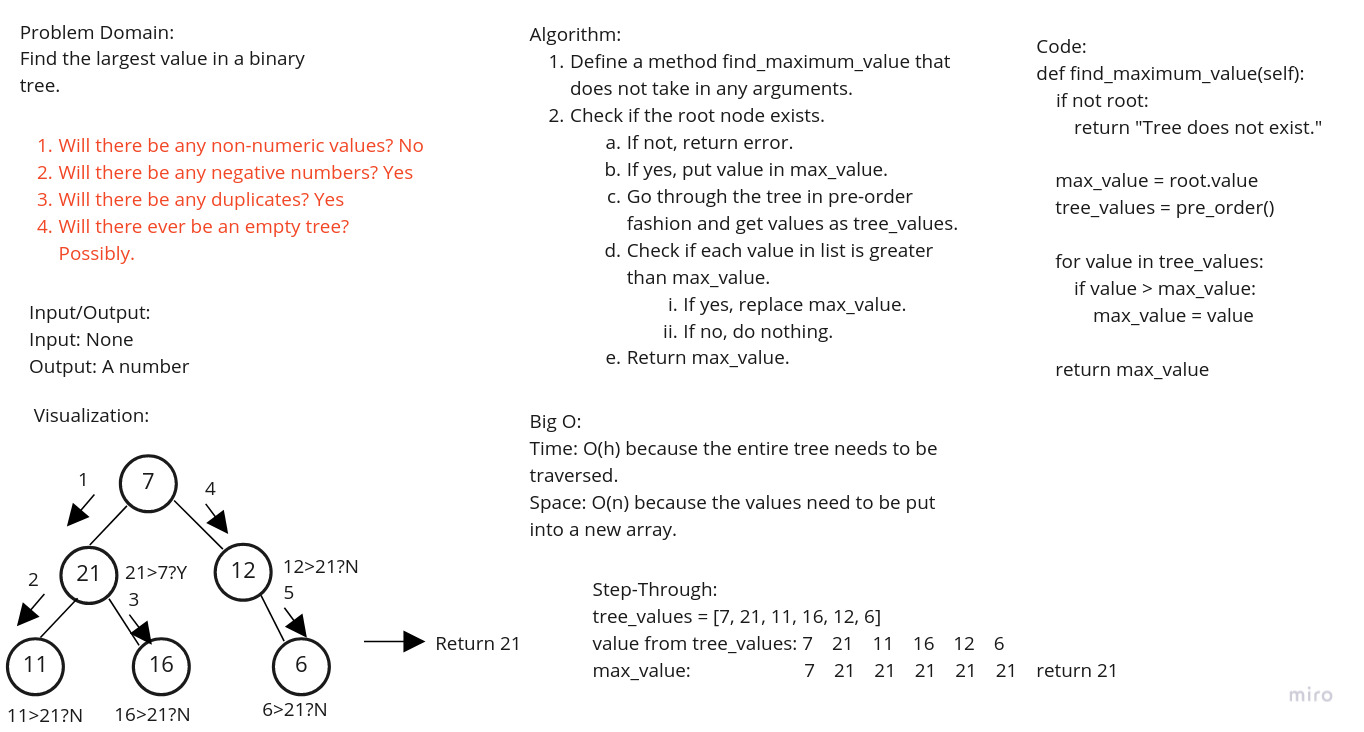 Problem Domain:
Find the largest value in a binary
tree.
1. Will there be any non-numeric values? No
2. Will there be any negative numbers? Yes
3. Will there be any duplicates? Yes
4. Will there ever be an empty tree?
Possibly.
Input/Output:
Input: None
Output: A number
Visualization:
7
1
4
21
21>7?Y
12
12>21?N
2
3
5
11
16
6
11>21?N
16>21?N
6>21?N
Return 21
Algorithm:
1. Define a method find_maximum_value that
does not take in any arguments.
2. Check if the root node exists.
a. If not, return error.
b. If yes, put value in max_value.
c. Go through the tree in pre-order
fashion and get values as tree_values.
d. Check if each value in list is greater
than max_value.
i. If yes, replace max_value.
ii. If no, do nothing.
e. Return max_value.
Big O:
Time: O(h) because the entire tree needs to be
traversed.
Space: O(n) because the values need to be put
into a new array.
Step-Through:
tree_values = [7, 21, 11, 16, 12, 6]
value from tree_values: 7 21 11 16 12 6
max_value: 7 21 21 21 21 21 return 21
Code:
def find_maximum_value(self):
if not root:
return "Tree does not exist."
max_value = root.value
tree_values = pre_order()
for value in tree_values:
if value > max_value:
max_value = value
return max_value
miro